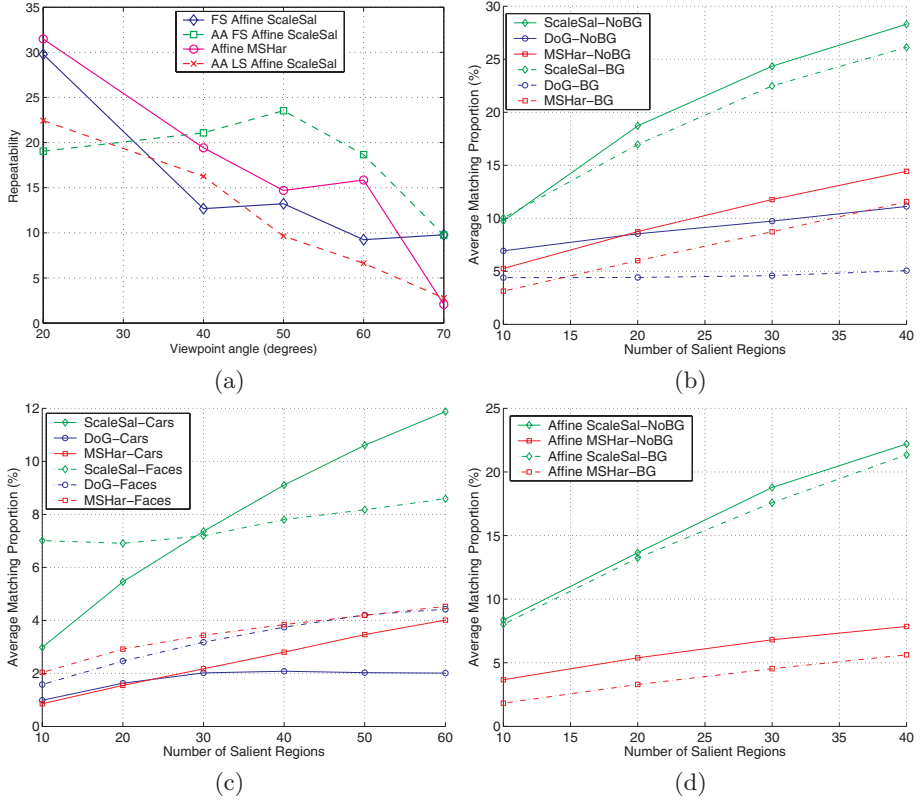 FS Affine ScaleSal
AA FS Affine ScaleSal
Affine MSHar
AA LS Affine ScaleSal
Repeatability
35
30
25
20
15
10
5
0
20 30 40 50 60 70
Viewpoint angle (degrees)
(a)
ScaleSal−NoBG
DoG−NoBG
MSHar−NoBG
ScaleSal−BG
DoG−BG
MSHar−BG
Average Matching Proportion (%)
30
25
20
15
10
5
0
10 15 20 25 30 35 40
Number of Salient Regions
(b)
ScaleSal−Cars
DoG−Cars
MSHar−Cars
ScaleSal−Faces
DoG−Faces
MSHar−Faces
Average Matching Proportion (%)
12
10
8
6
4
2
0
10 20 30 40 50 60
Number of Salient Regions
(c)
Affine ScaleSal−NoBG
Affine MSHar−NoBG
Affine ScaleSal−BG
Affine MSHar−BG
Average Matching Proportion (%)
25
20
15
10
5
0
10 15 20 25 30 35 40
Number of Salient Regions
(d)